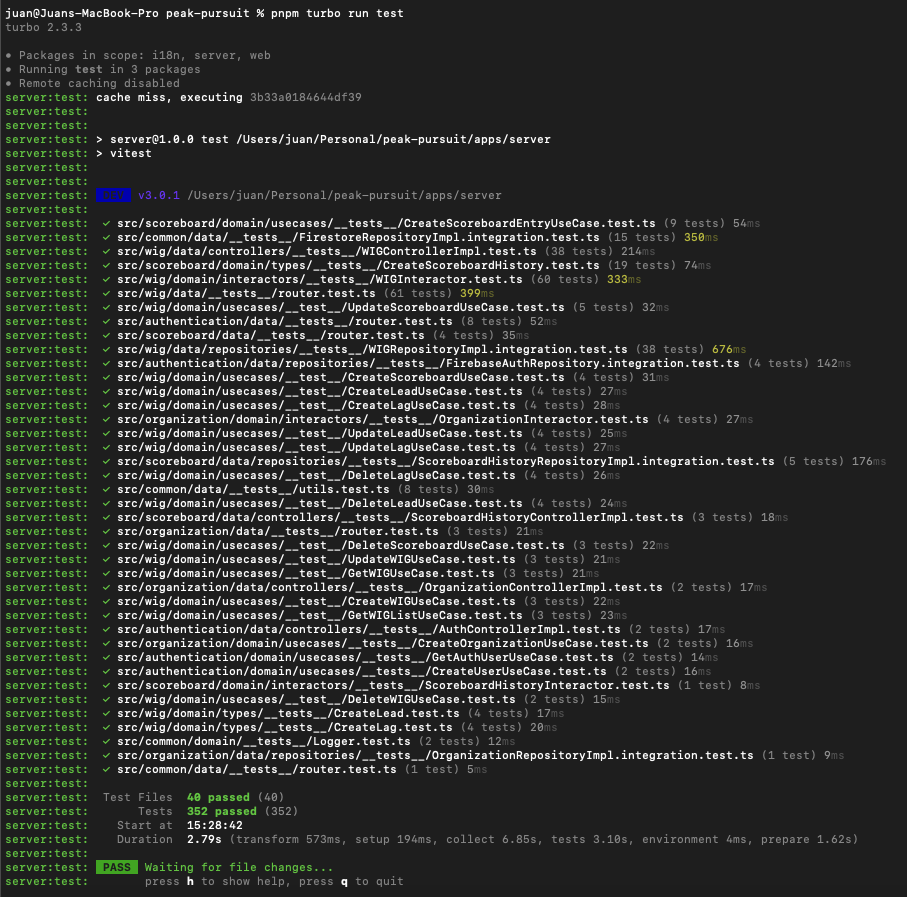 juan@Juans-MacBook-Pro peak-pursuit % pnpm turbo run test
turbo 2.3.3
• Packages in scope: i18n, server, web
• Running test in 3 packages
• Remote caching disabled
server:test: cache miss, executing 3b33a0184644df39
server:test:
server:test:
server:test: > server@1.0.0 test /Users/juan/Personal/peak-pursuit/apps/server
server:test: > vitest
server:test:
server:test:
server:test: DEV v3.0.1 /Users/juan/Personal/peak-pursuit/apps/server
server:test:
server:test: ✓ src/scoreboard/domain/usecases/__tests__/CreateScoreboardEntryUseCase.test.ts (9 tests) 54ms
server:test: ✓ src/common/data/__tests__/FirestoreRepositoryImpl.integration.test.ts (15 tests) 350ms
server:test: ✓ src/wig/data/controllers/__tests__/WIGControllerImpl.test.ts (38 tests) 214ms
server:test: ✓ src/scoreboard/domain/types/__tests__/CreateScoreboardHistory.test.ts (19 tests) 74ms
server:test: ✓ src/wig/domain/interactors/__tests__/WIGInteractor.test.ts (60 tests) 333ms
server:test: ✓ src/wig/data/__tests__/router.test.ts (61 tests) 399ms
server:test: ✓ src/wig/domain/usecases/__test__/UpdateScoreboardUseCase.test.ts (5 tests) 32ms
server:test: ✓ src/authentication/data/__tests__/router.test.ts (8 tests) 52ms
server:test: ✓ src/scoreboard/data/__tests__/router.test.ts (4 tests) 35ms
server:test: ✓ src/wig/data/repositories/__tests__/WIGRepositoryImpl.integration.test.ts (38 tests) 676ms
server:test: ✓ src/authentication/data/repositories/__tests__/FirebaseAuthRepository.integration.test.ts (4 tests) 142ms
server:test: ✓ src/wig/domain/usecases/__test__/CreateScoreboardUseCase.test.ts (4 tests) 31ms
server:test: ✓ src/wig/domain/usecases/__test__/CreateLeadUseCase.test.ts (4 tests) 27ms
server:test: ✓ src/wig/domain/usecases/__test__/CreateLagUseCase.test.ts (4 tests) 28ms
server:test: ✓ src/organization/domain/interactors/__tests__/OrganizationInteractor.test.ts (4 tests) 27ms
server:test: ✓ src/wig/domain/usecases/__test__/UpdateLeadUseCase.test.ts (4 tests) 25ms
server:test: ✓ src/wig/domain/usecases/__test__/UpdateLagUseCase.test.ts (4 tests) 27ms
server:test: ✓ src/scoreboard/data/repositories/__tests__/ScoreboardHistoryRepositoryImpl.integration.test.ts (5 tests) 176ms
server:test: ✓ src/wig/domain/usecases/__test__/DeleteLagUseCase.test.ts (4 tests) 26ms
server:test: ✓ src/common/data/__tests__/utils.test.ts (8 tests) 30ms
server:test: ✓ src/wig/domain/usecases/__test__/DeleteLeadUseCase.test.ts (4 tests) 24ms
server:test: ✓ src/scoreboard/data/controllers/__tests__/ScoreboardHistoryControllerImpl.test.ts (3 tests) 18ms
server:test: ✓ src/organization/data/__tests__/router.test.ts (3 tests) 21ms
server:test: ✓ src/wig/domain/usecases/__test__/DeleteScoreboardUseCase.test.ts (3 tests) 22ms
server:test: ✓ src/wig/domain/usecases/__test__/UpdateWIGUseCase.test.ts (3 tests) 21ms
server:test: ✓ src/wig/domain/usecases/__test__/GetWIGUseCase.test.ts (3 tests) 21ms
server:test: ✓ src/organization/data/controllers/__tests__/OrganizationControllerImpl.test.ts (2 tests) 17ms
server:test: ✓ src/wig/domain/usecases/__test__/CreateWIGUseCase.test.ts (3 tests) 22ms
server:test: ✓ src/wig/domain/usecases/__test__/GetWIGListUseCase.test.ts (3 tests) 23ms
server:test: ✓ src/authentication/data/controllers/__tests__/AuthControllerImpl.test.ts (2 tests) 17ms
server:test: ✓ src/organization/domain/usecases/__tests__/CreateOrganizationUseCase.test.ts (2 tests) 16ms
server:test: ✓ src/authentication/domain/usecases/__tests__/GetAuthUserUseCase.test.ts (2 tests) 14ms
server:test: ✓ src/authentication/domain/usecases/__tests__/CreateUserUseCase.test.ts (2 tests) 16ms
server:test: ✓ src/scoreboard/domain/interactors/__tests__/ScoreboardHistoryInteractor.test.ts (1 test) 8ms
server:test: ✓ src/wig/domain/usecases/__test__/DeleteWIGUseCase.test.ts (2 tests) 15ms
server:test: ✓ src/wig/domain/types/__tests__/CreateLead.test.ts (4 tests) 17ms
server:test: ✓ src/wig/domain/types/__tests__/CreateLag.test.ts (4 tests) 20ms
server:test: ✓ src/common/domain/__tests__/Logger.test.ts (2 tests) 12ms
server:test: ✓ src/organization/data/repositories/__tests__/OrganizationRepositoryImpl.integration.test.ts (1 test) 9ms
server:test: ✓ src/common/data/__tests__/router.test.ts (1 test) 5ms
server:test:
server:test: Test Files 40 passed (40)
server:test: Tests 352 passed (352)
server:test: Start at 15:28:42
server:test: Duration 2.79s (transform 573ms, setup 194ms, collect 6.85s, tests 3.10s, environment 4ms, prepare 1.62s)
server:test:
server:test: PASS Waiting for file changes...
server:test: press h to show help, press q to quit